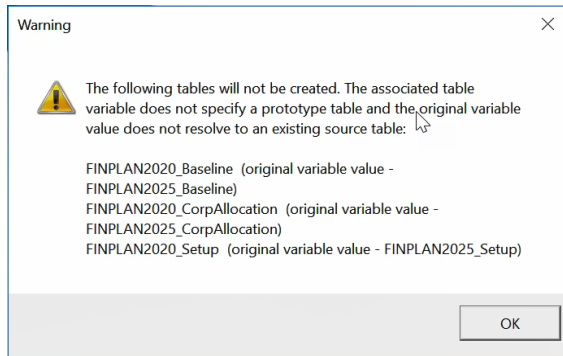 Warning
The following tables will not be created. The associated table
variable does not specify a prototype table and the original variable
value does not resolve to an existing source table:
FINPLAN2020_Baseline (original variable value -
FINPLAN2025_Baseline)
FINPLAN2020_CorpAllocation (original variable value -
FINPLAN2025_CorpAllocation)
FINPLAN2020_Setup (original variable value - FINPLAN2025_Setup)
OK